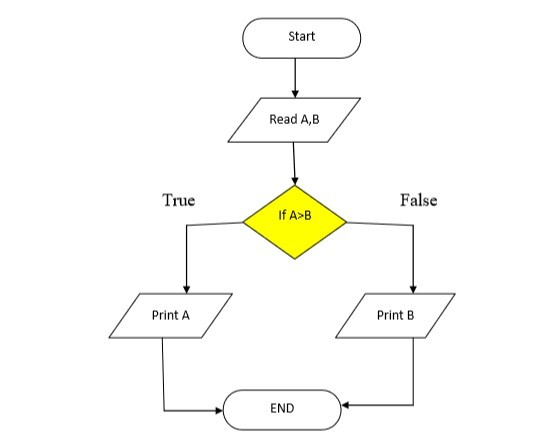 Start
Read A,B
True
False
If A>B
Print A
Print B
END